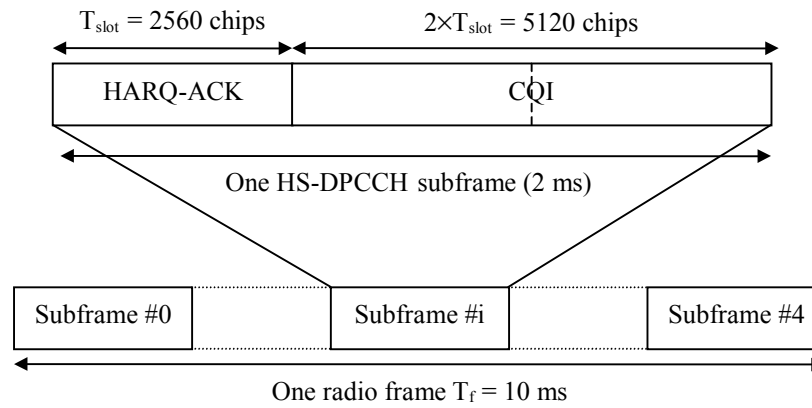 T_slot = 2560 chips
2×T_slot = 5120 chips
HARQ-ACK
CQI
One HS-DPCCH subframe (2 ms)
Subframe #0
Subframe #i
Subframe #4
One radio frame T_f = 10 ms